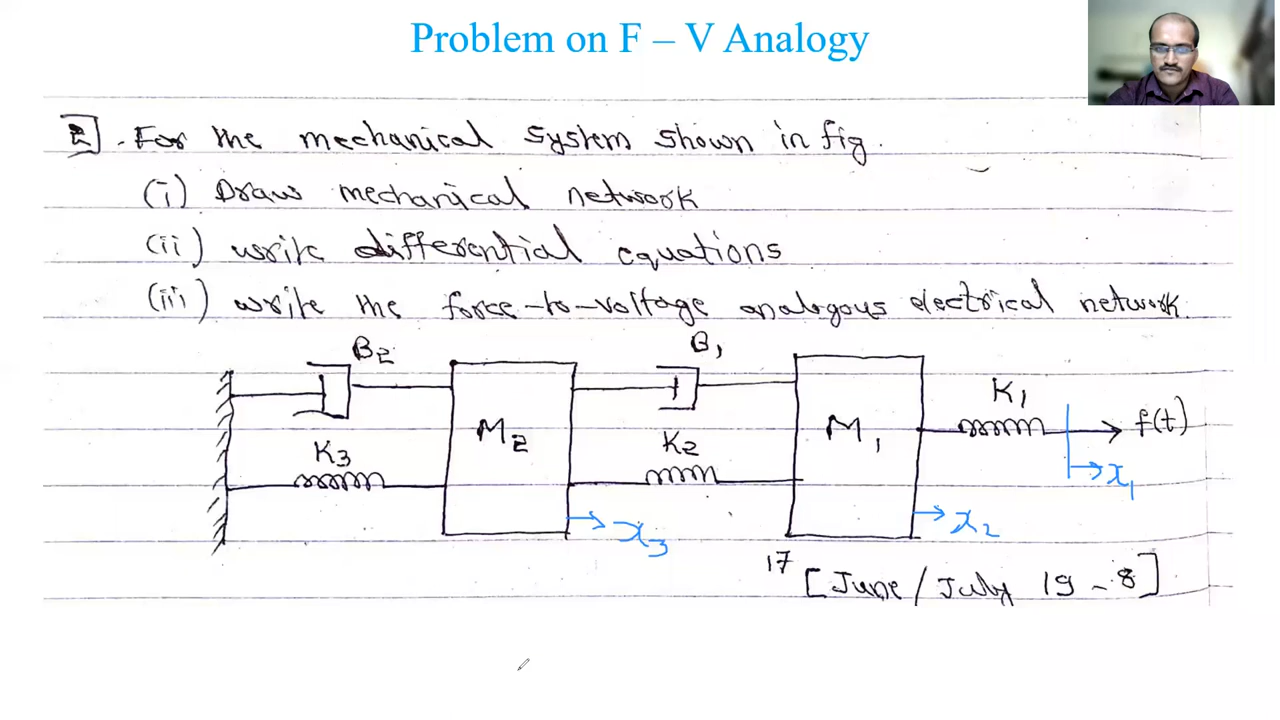 Problem on F – V Analogy
2. For the mechanical system shown in fig.
(i) Draw mechanical network
(ii) write differential equations
(iii) write the force-to-voltage analogous electrical network.
B2 B1
K1 f(t)
M2 M1
K3 K2
x1
x3 x2
17 [June/July 19 - 8]